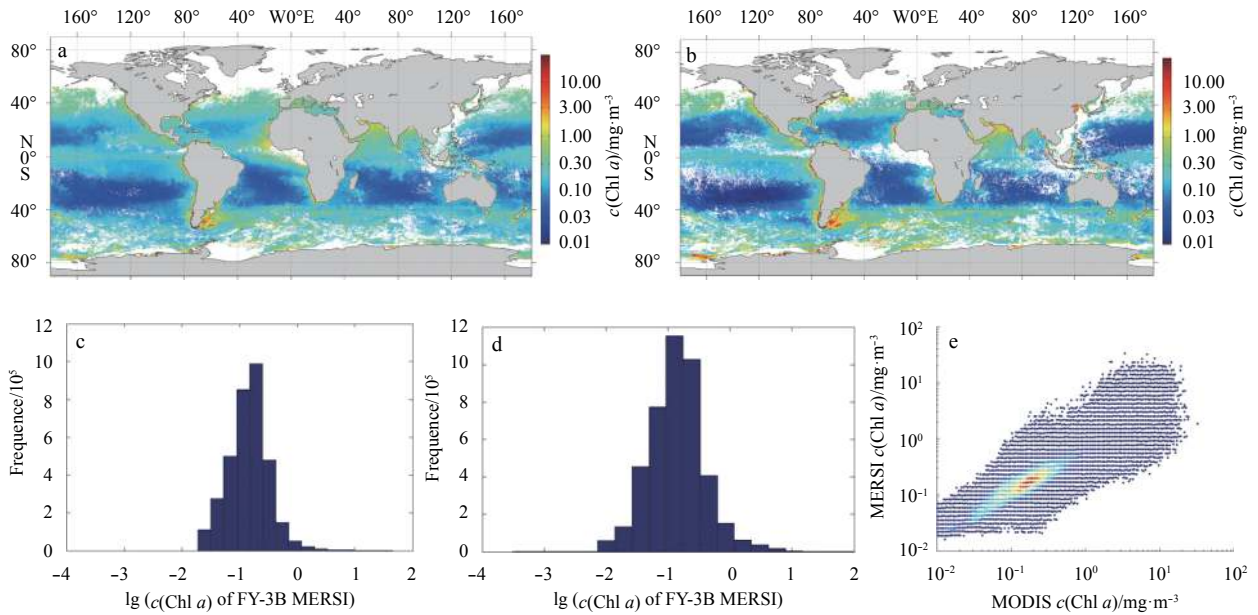 160° 120° 80° 40° W0°E 40° 80° 120° 160°
160° 120° 80° 40° W0°E 40° 80° 120° 160°
a
80°
40°
N
0°
S
40°
80°
10.00
3.00
1.00
0.30
0.10
0.03
0.01
c(Chl a)/mg·m⁻³
b
80°
40°
N
0°
S
40°
80°
10.00
3.00
1.00
0.30
0.10
0.03
0.01
c(Chl a)/mg·m⁻³
c
12
10
8
6
4
2
0
Frequence/10⁵
−4 −3 −2 −1 0 1 2
lg (c(Chl a) of FY-3B MERSI)
d
12
10
8
6
4
2
0
Frequence/10⁵
−4 −3 −2 −1 0 1 2
lg (c(Chl a) of FY-3B MERSI)
e
10²
10¹
10⁰
10⁻¹
10⁻²
MERSI c(Chl a)/mg·m⁻³
10⁻² 10⁻¹ 10⁰ 10¹ 10²
MODIS c(Chl a)/mg·m⁻³